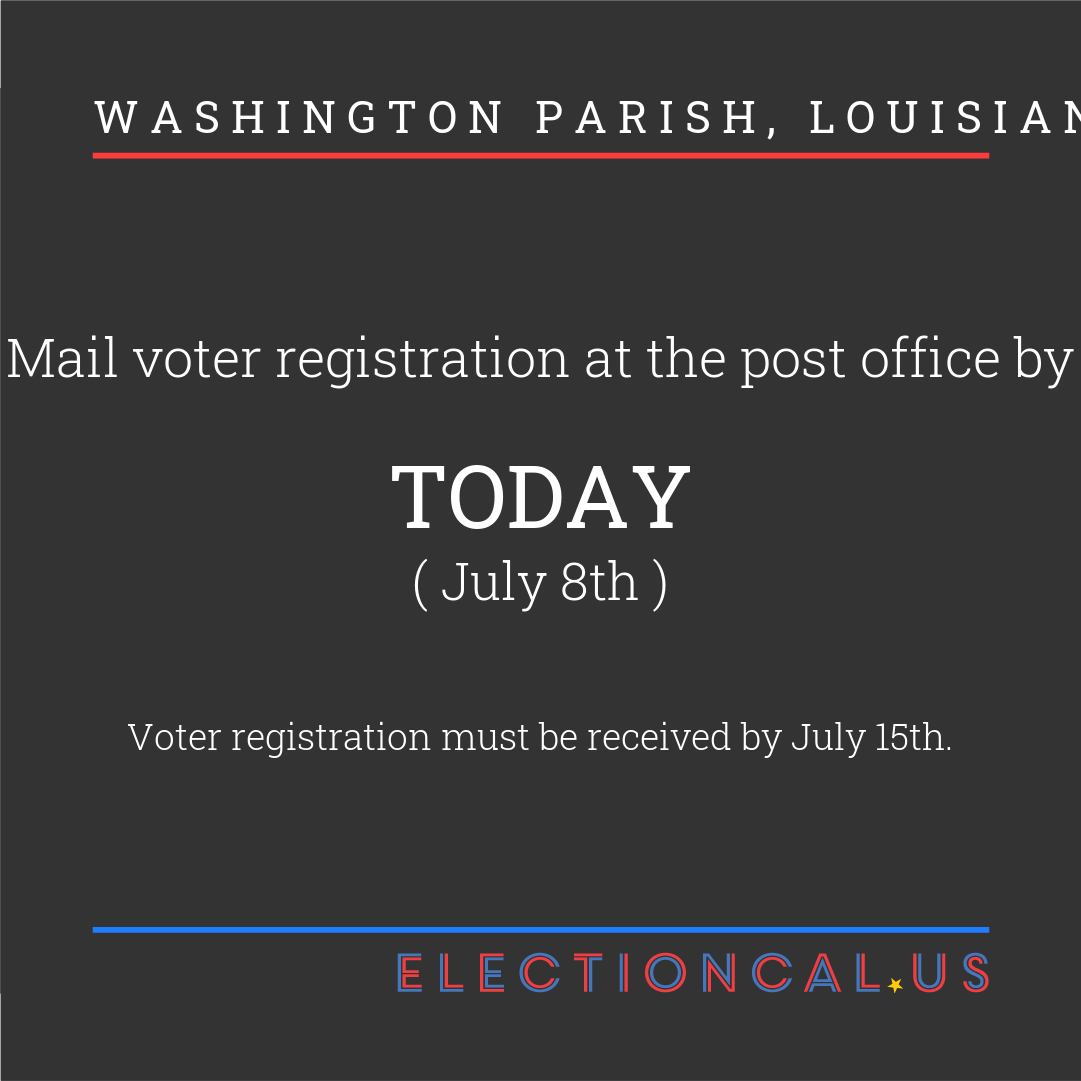 WASHINGTON PARISH, LOUISIAN
Mail voter registration at the post office by
TODAY
( July 8th )
Voter registration must be received by July 15th.
ELECTIONCAL.US